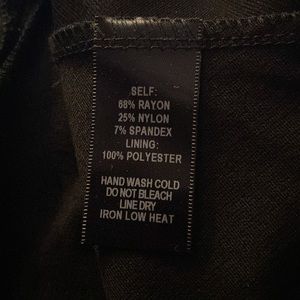 SELF:
68% RAYON
25% NYLON
7% SPANDEX
LINING:
100% POLYESTER
HAND WASH COLD
DO NOT BLEACH
LINE DRY
IRON LOW HEAT